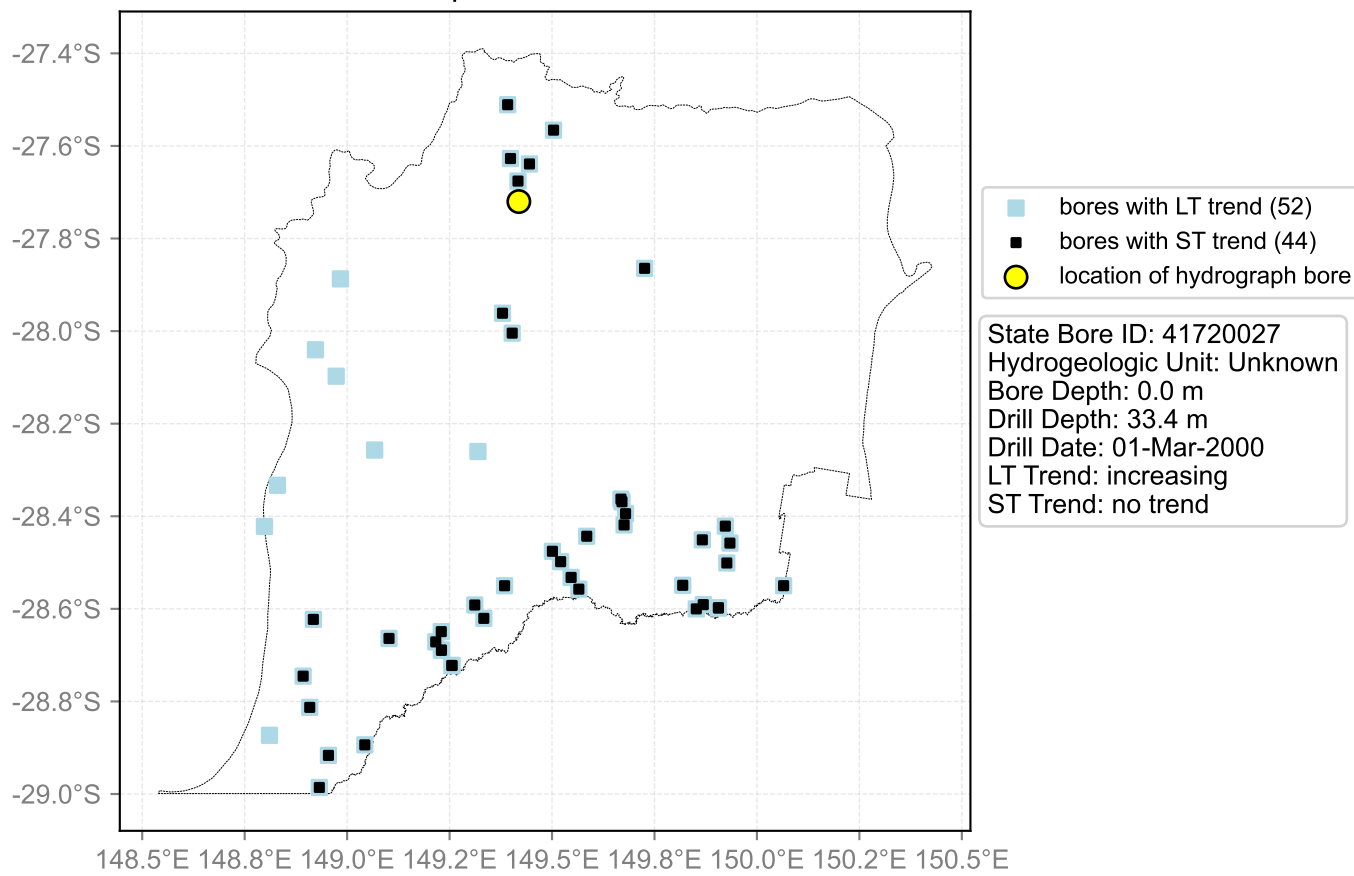 -27.4°S
-27.6°S
-27.8°S
-28.0°S
-28.2°S
-28.4°S
-28.6°S
-28.8°S
-29.0°S
148.5°E 148.8°E 149.0°E 149.2°E 149.5°E 149.8°E 150.0°E 150.2°E 150.5°E
bores with LT trend (52)
bores with ST trend (44)
location of hydrograph bore
State Bore ID: 41720027
Hydrogeologic Unit: Unknown
Bore Depth: 0.0 m
Drill Depth: 33.4 m
Drill Date: 01-Mar-2000
LT Trend: increasing
ST Trend: no trend